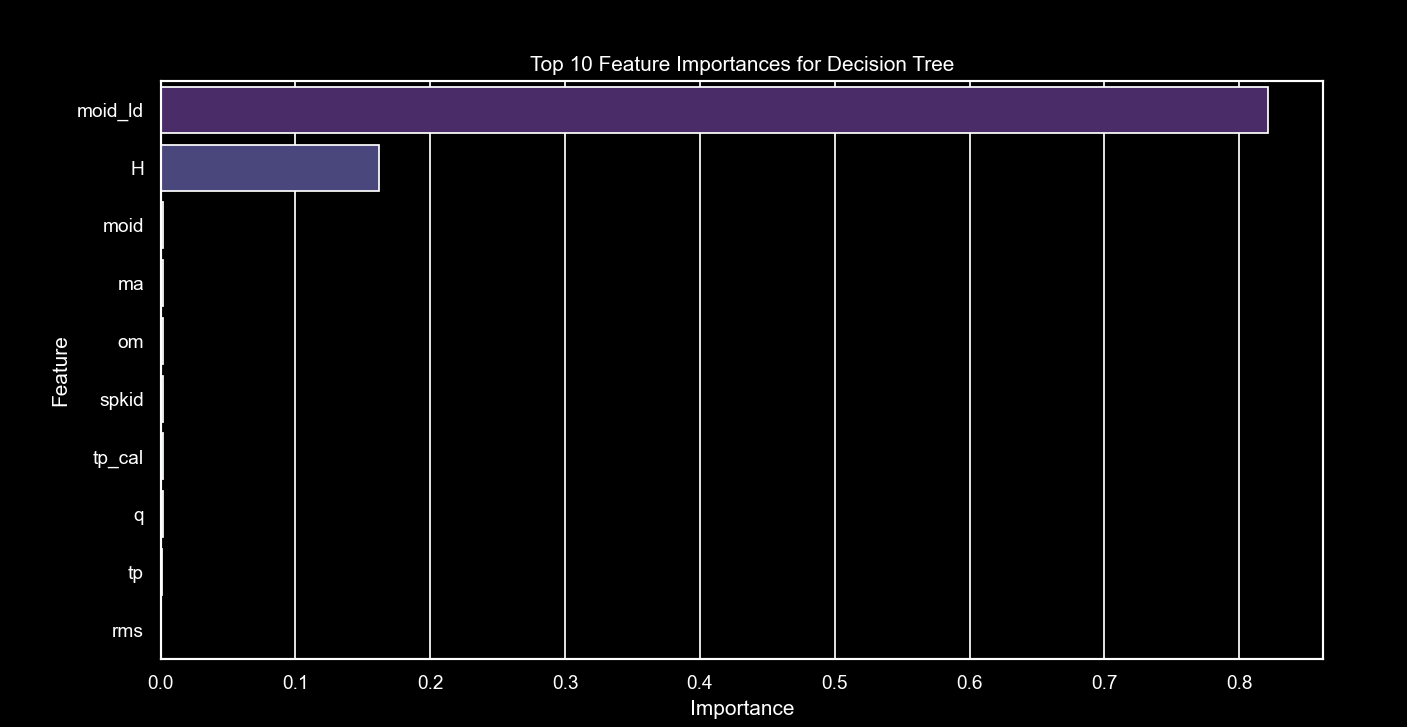 Top 10 Feature Importances for Decision Tree
moid_ld
H
moid
ma
om
spkid
tp_cal
q
tp
rms
Feature
0.0 0.1 0.2 0.3 0.4 0.5 0.6 0.7 0.8
Importance